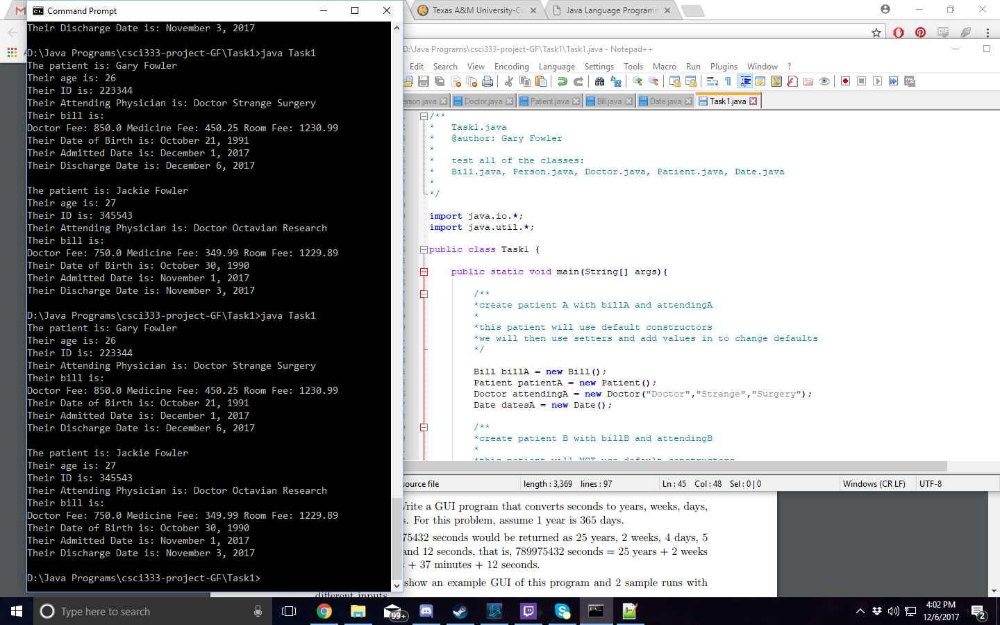 Command Prompt
Texas A&M University-Co
Java Language Program
Their Discharge Date is: November 3, 2017
D:\Java Programs\csci333-project-GF\Task1>java Task1
The patient is: Gary Fowler
Their age is: 26
Their ID is: 223344
Their Attending Physician is: Doctor Strange Surgery
Their bill is:
Doctor Fee: 850.0 Medicine Fee: 450.25 Room Fee: 1230.99
Their Date of Birth is: October 21, 1991
Their Admitted Date is: December 1, 2017
Their Discharge Date is: December 6, 2017
The patient is: Jackie Fowler
Their age is: 27
Their ID is: 345543
Their Attending Physician is: Doctor Octavian Research
Their bill is:
Doctor Fee: 750.0 Medicine Fee: 349.99 Room Fee: 1229.89
Their Date of Birth is: October 30, 1990
Their Admitted Date is: November 1, 2017
Their Discharge Date is: November 3, 2017
D:\Java Programs\csci333-project-GF\Task1>java Task1
The patient is: Gary Fowler
Their age is: 26
Their ID is: 223344
Their Attending Physician is: Doctor Strange Surgery
Their bill is:
Doctor Fee: 850.0 Medicine Fee: 450.25 Room Fee: 1230.99
Their Date of Birth is: October 21, 1991
Their Admitted Date is: December 1, 2017
Their Discharge Date is: December 6, 2017
The patient is: Jackie Fowler
Their age is: 27
Their ID is: 345543
Their Attending Physician is: Doctor Octavian Research
Their bill is:
Doctor Fee: 750.0 Medicine Fee: 349.99 Room Fee: 1229.89
Their Date of Birth is: October 30, 1990
Their Admitted Date is: November 1, 2017
Their Discharge Date is: November 3, 2017
D:\Java Programs\csci333-project-GF\Task1>
D:\Java Programs\csci333-project-GF\Task1\Task1.java - Notepad++
Edit Search View Encoding Language Settings Tools Macro Run Plugins Window ?
erson.java Doctor.java Patient.java Bill.java Date.java Task1.java
/**
* Task1.java
* @author: Gary Fowler
*
* test all of the classes:
* Bill.java, Person.java, Doctor.java, Patient.java, Date.java
*
*/
import java.io.*;
import java.util.*;
public class Task1 {
public static void main(String[] args){
/**
*create patient A with billA and attendingA
*
*this patient will use default constructors
*we will then use setters and add values in to change defaults
*/
Bill billA = new Bill();
Patient patientA = new Patient();
Doctor attendingA = new Doctor("Doctor","Strange","Surgery");
Date datesA = new Date();
/**
*create patient B with billB and attendingB
*
*this patient will NOT use default constructors
source file length : 3,369 lines : 97 Ln : 45 Col : 48 Sel : 0 | 0 Windows (CR LF) UTF-8
Write a GUI program that converts seconds to years, weeks, days,
s. For this problem, assume 1 year is 365 days.
75432 seconds would be returned as 25 years, 2 weeks, 4 days, 5
and 12 seconds, that is, 789975432 seconds = 25 years + 2 weeks
s + 37 minutes + 12 seconds.
show an example GUI of this program and 2 sample runs with
different inputs.
Type here to search
99+
4:02 PM
12/6/2017
2